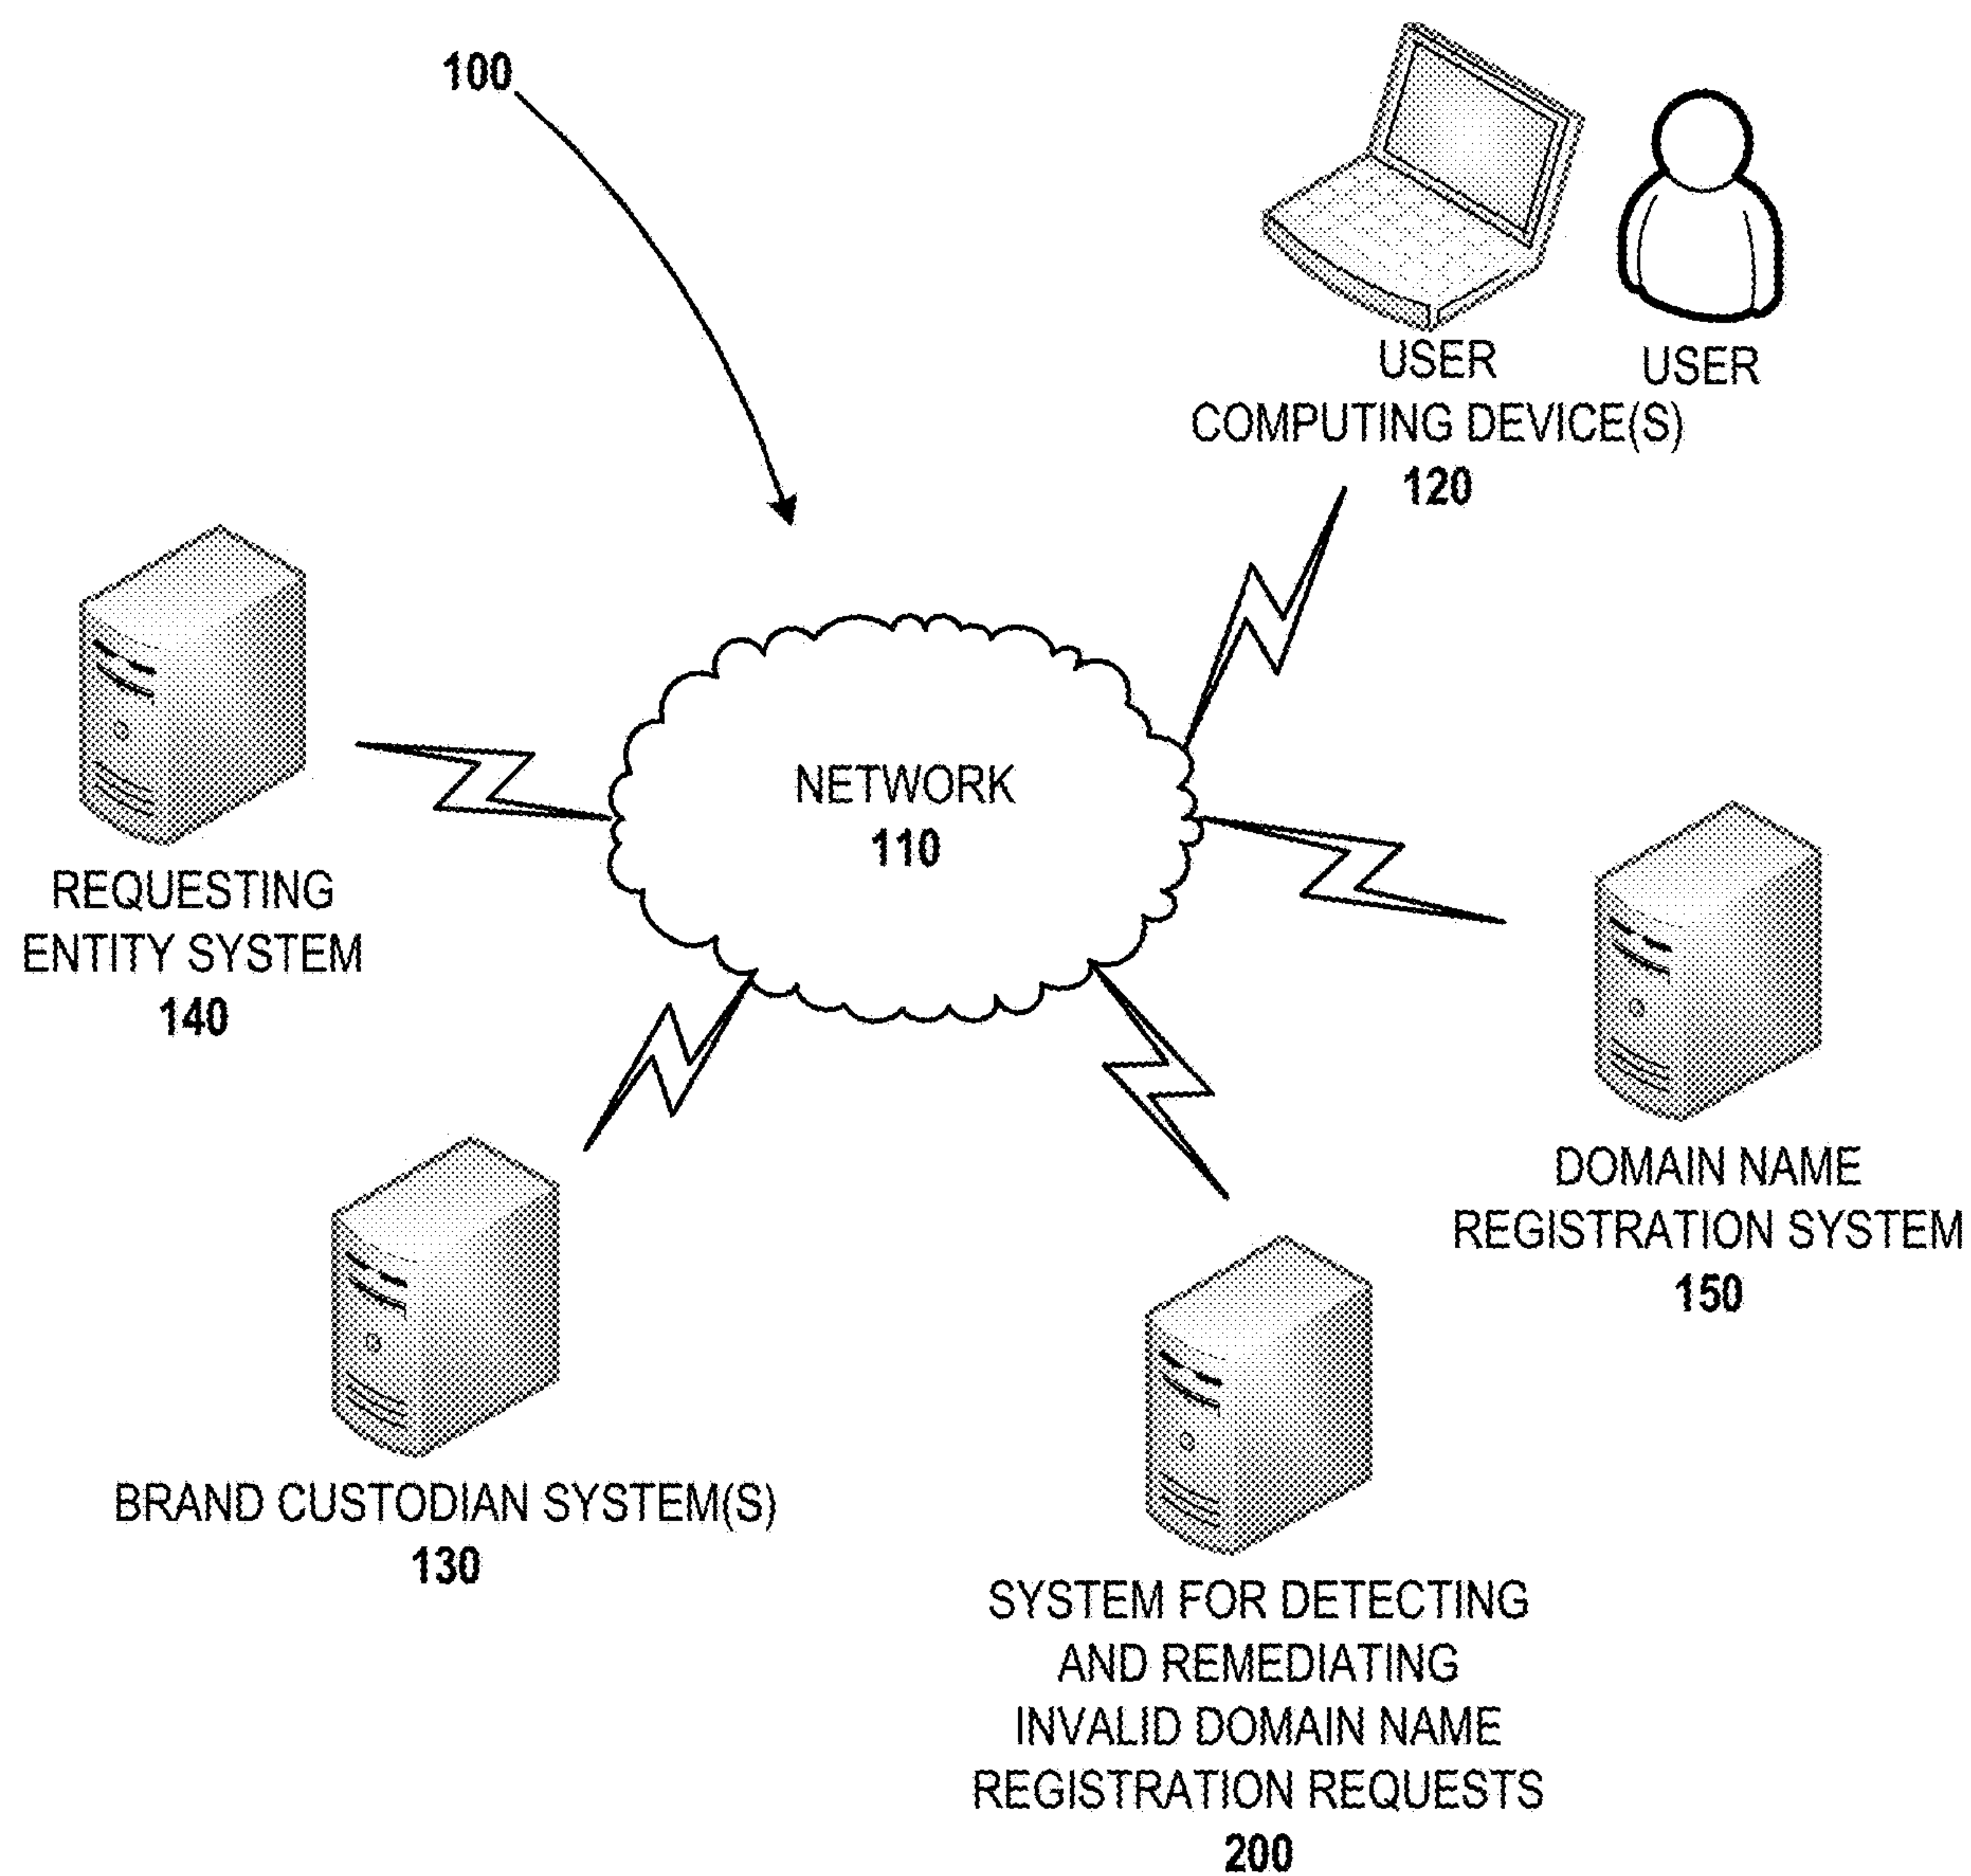 100
USER
COMPUTING DEVICE(S)
120
USER
NETWORK
110
REQUESTING
ENTITY SYSTEM
140
DOMAIN NAME
REGISTRATION SYSTEM
150
BRAND CUSTODIAN SYSTEM(S)
130
SYSTEM FOR DETECTING
AND REMEDIATING
INVALID DOMAIN NAME
REGISTRATION REQUESTS
200